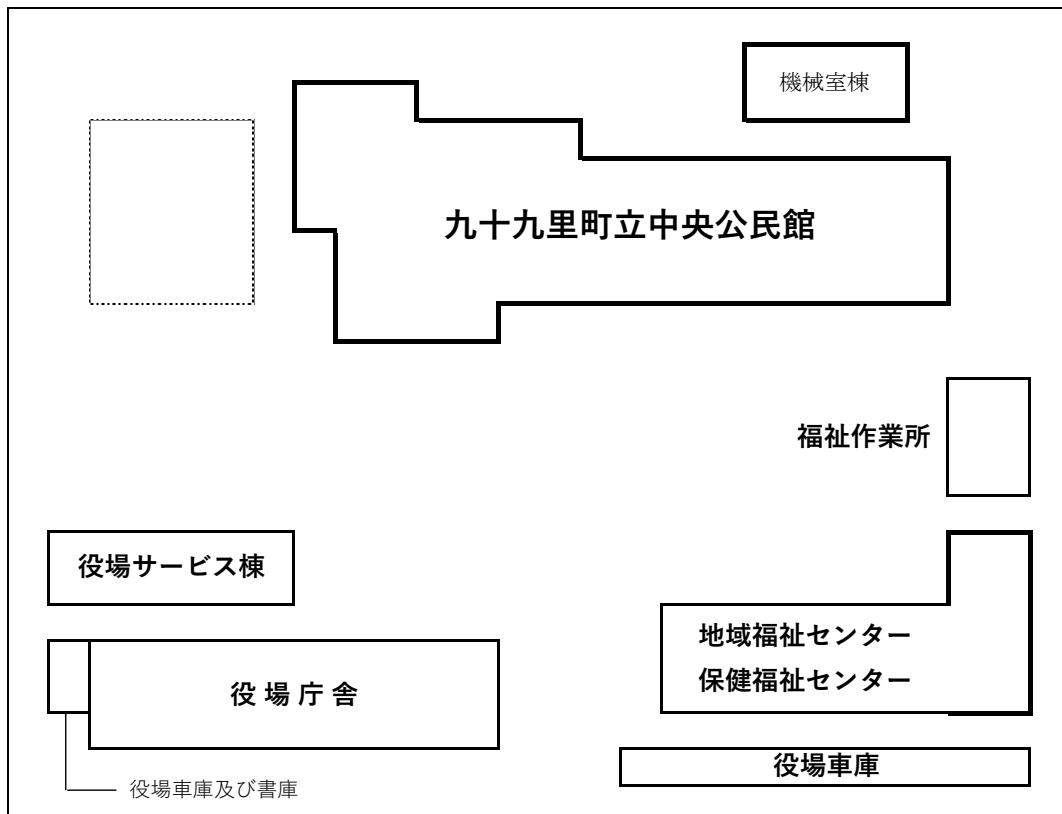 機械室棟
九十九里町立中央公民館
福祉作業所
役場サービス棟
地域福祉センター
保健福祉センター
役場庁舎
役場車庫
役場車庫及び書庫